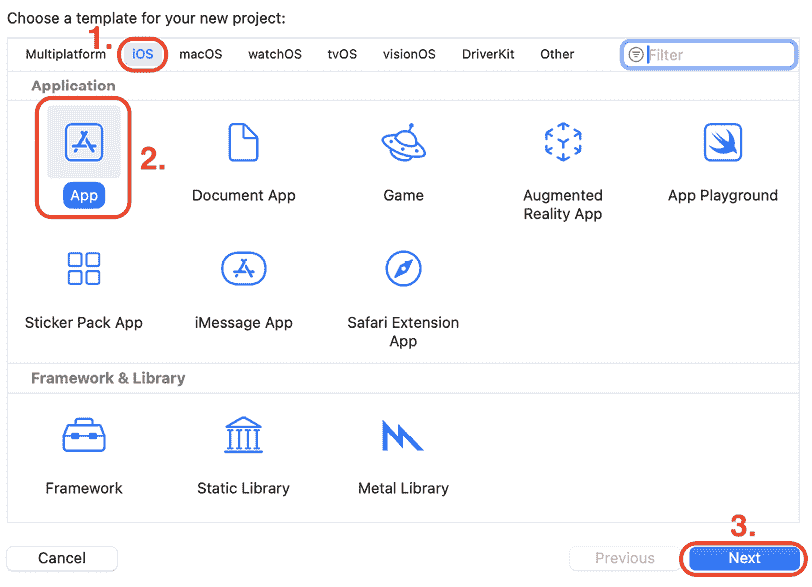 Choose a template for your new project:
1.
Multiplatform iOS macOS watchOS tvOS visionOS DriverKit Other Filter
Application
2.
App Document App Game Augmented Reality App App Playground
Sticker Pack App iMessage App Safari Extension App
Framework & Library
Framework Static Library Metal Library
3.
Cancel Previous Next